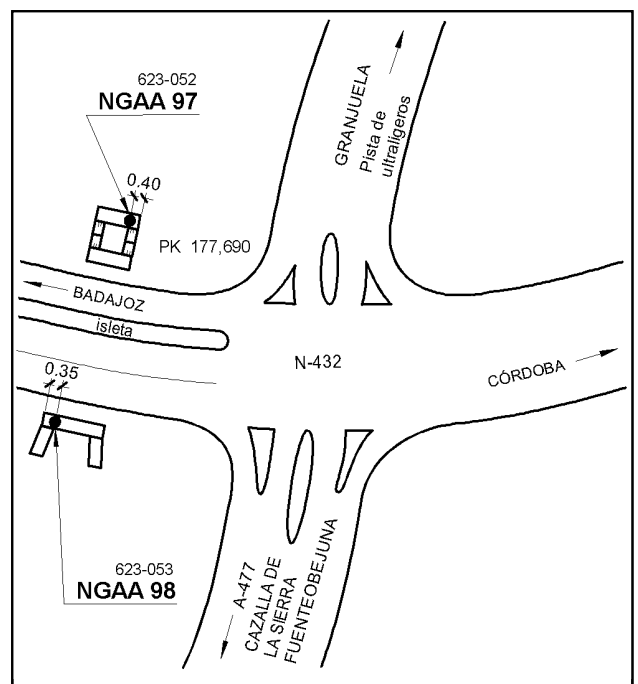 623-052
NGAA 97
0.40
PK 177,690
GRANJUELA
Pista de
ultraligeros
BADAJOZ
isleta
N-432
CÓRDOBA
0.35
623-053
NGAA 98
A-477
CAZALLA DE
LA SIERRA
FUENTEOBEJUNA